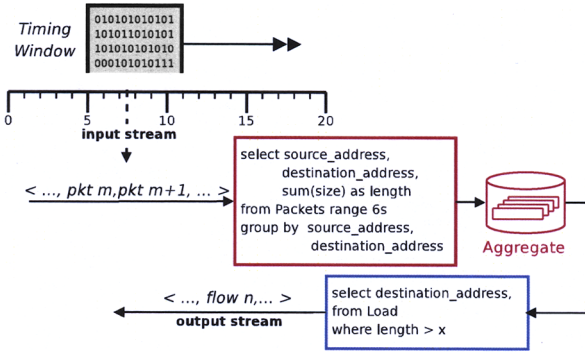 Timing
Window
010101010101
101011010101
101010101010
000101010111
0 5 10 15 20
input stream
< ..., pkt m,pkt m+1, ... >
select source_address,
destination_address,
sum(size) as length
from Packets range 6s
group by source_address,
destination_address
Aggregate
< ..., flow n,... >
output stream
select destination_address,
from Load
where length > x